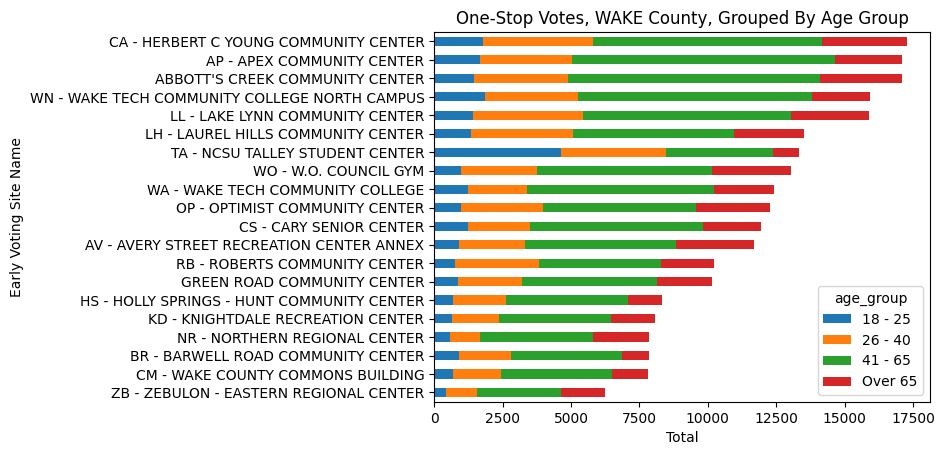 One-Stop Votes, WAKE County, Grouped By Age Group
Early Voting Site Name
CA - HERBERT C YOUNG COMMUNITY CENTER
AP - APEX COMMUNITY CENTER
ABBOTT'S CREEK COMMUNITY CENTER
WN - WAKE TECH COMMUNITY COLLEGE NORTH CAMPUS
LL - LAKE LYNN COMMUNITY CENTER
LH - LAUREL HILLS COMMUNITY CENTER
TA - NCSU TALLEY STUDENT CENTER
WO - W.O. COUNCIL GYM
WA - WAKE TECH COMMUNITY COLLEGE
OP - OPTIMIST COMMUNITY CENTER
CS - CARY SENIOR CENTER
AV - AVERY STREET RECREATION CENTER ANNEX
RB - ROBERTS COMMUNITY CENTER
GREEN ROAD COMMUNITY CENTER
HS - HOLLY SPRINGS - HUNT COMMUNITY CENTER
KD - KNIGHTDALE RECREATION CENTER
NR - NORTHERN REGIONAL CENTER
BR - BARWELL ROAD COMMUNITY CENTER
CM - WAKE COUNTY COMMONS BUILDING
ZB - ZEBULON - EASTERN REGIONAL CENTER
age_group
18 - 25
26 - 40
41 - 65
Over 65
0 2500 5000 7500 10000 12500 15000 17500
Total